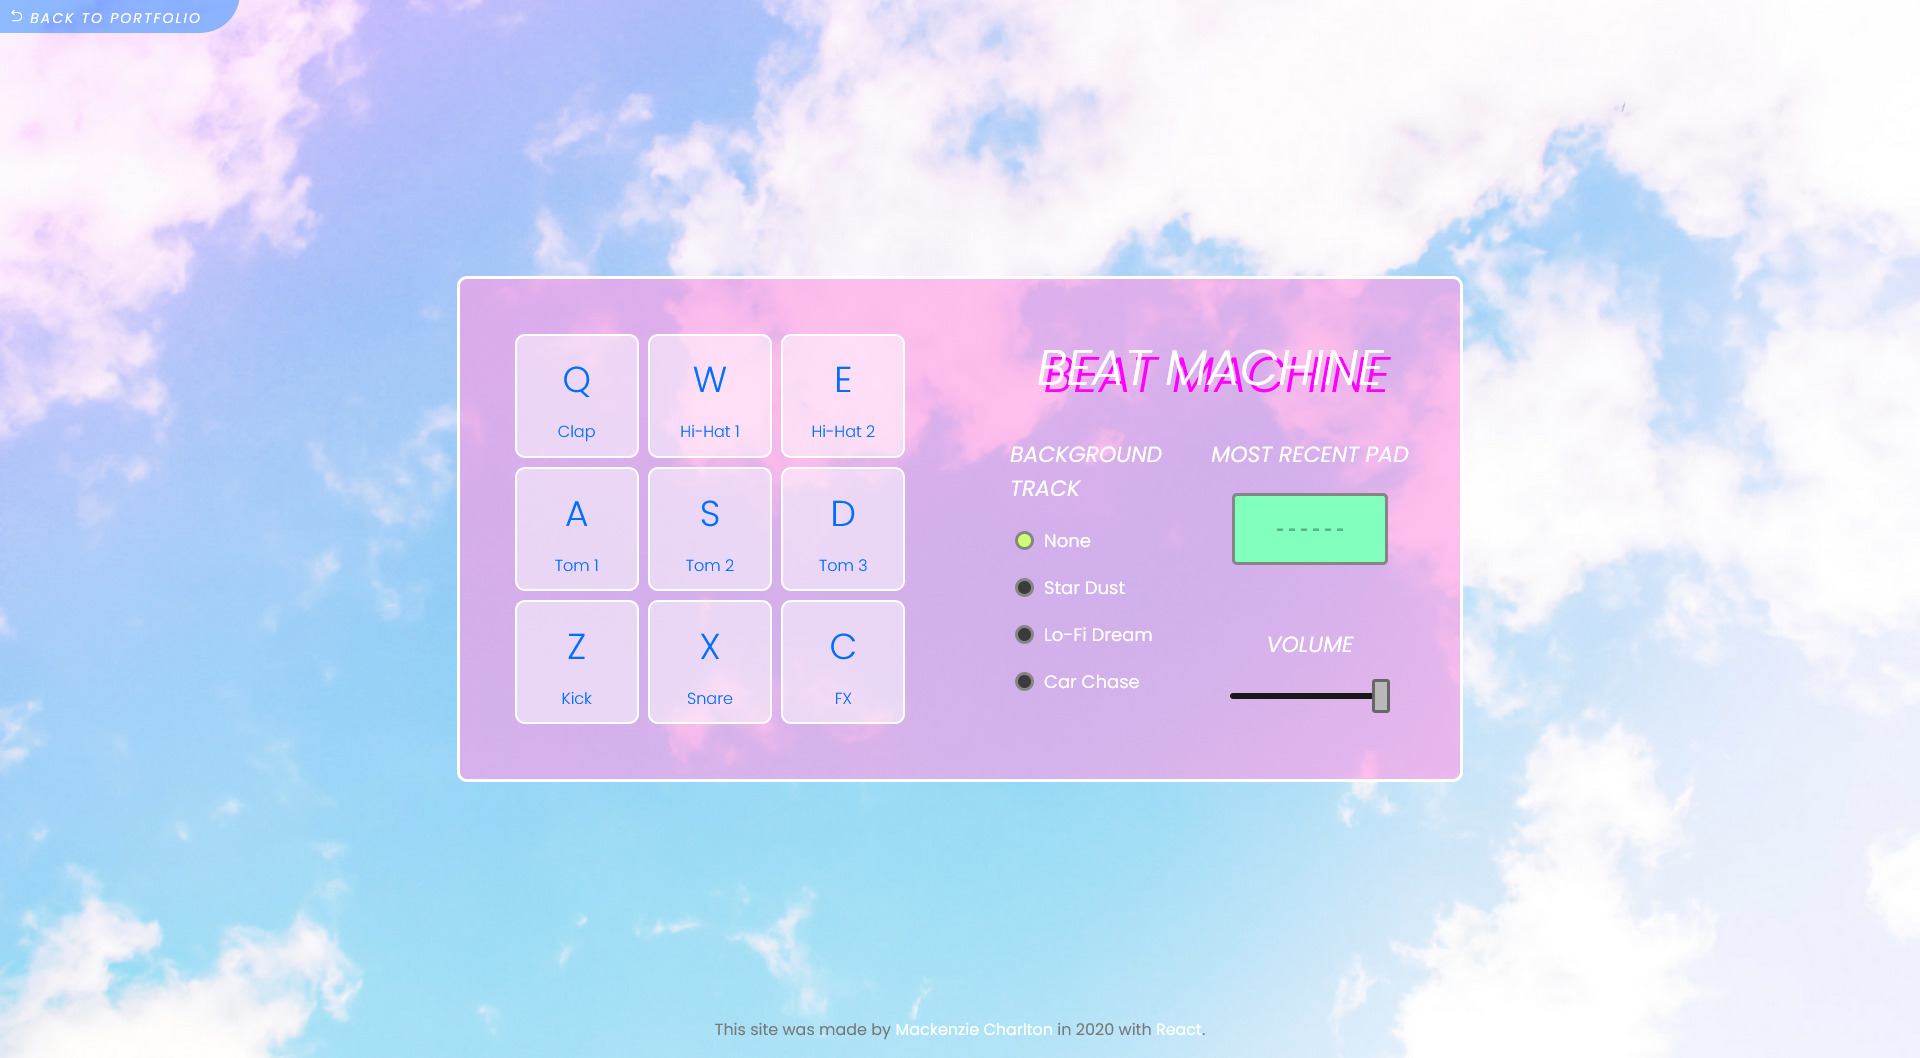 BACK TO PORTFOLIO
BEAT MACHINE
Q
Clap
W
Hi-Hat 1
E
Hi-Hat 2
A
Tom 1
S
Tom 2
D
Tom 3
Z
Kick
X
Snare
C
FX
BACKGROUND
TRACK
None
Star Dust
Lo-Fi Dream
Car Chase
MOST RECENT PAD
------
VOLUME
This site was made by Mackenzie Charlton in 2020 with React.